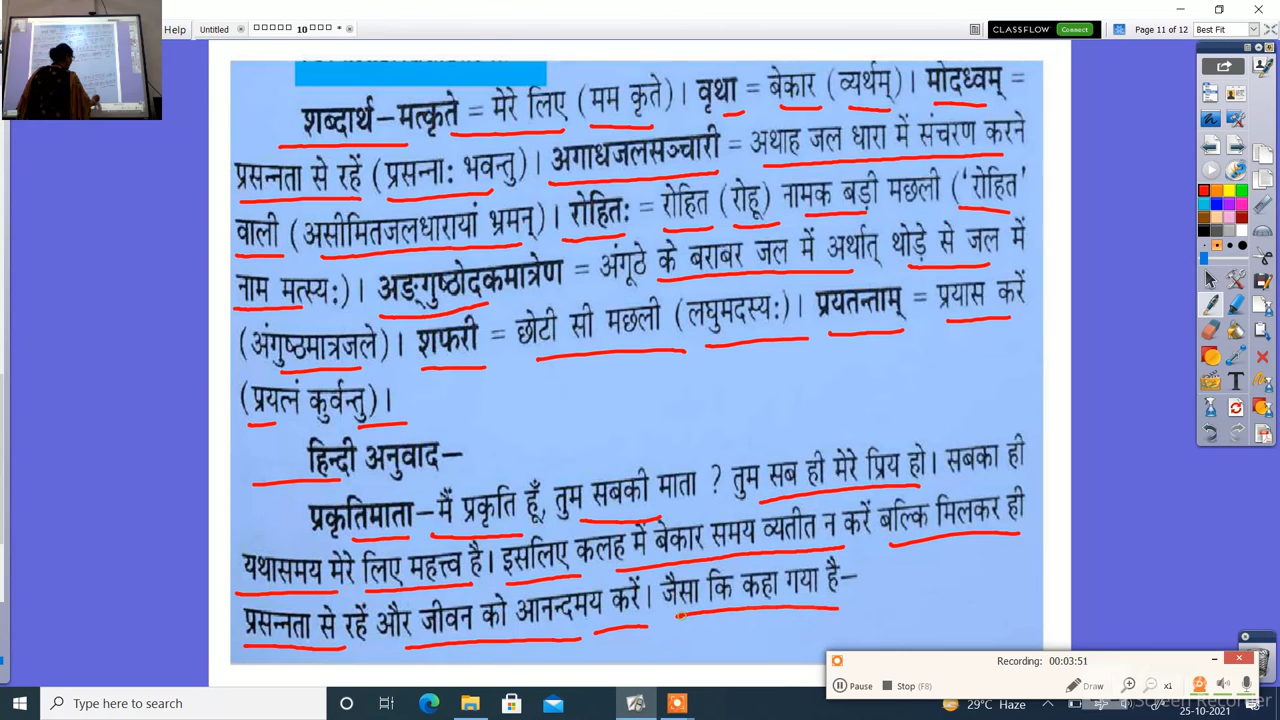 Help
Untitled
10
*
CLASSFLOW
Connect
Page 11 of 12
Best Fit
शब्दार्थ-मत्कृते = मेरे लिए (मम कृते)। वृथा = बेकार (व्यर्थम्)। मोदध्वम् =
प्रसन्नता से रहें (प्रसन्नाः भवन्तु)। अगाधजलसञ्चारी = अथाह जल धारा में संचरण करने
वाली (असीमितजलधारायां भ्रमन्)। रोहितः = रोहित (रोहू) नामक बड़ी मछली ('रोहित'
नाम मत्स्यः)। अङ्गुष्ठोदकमात्रेण = अंगूठे के बराबर जल में अर्थात् थोड़े से जल में
(अंगुष्ठमात्रजले)। शफरी = छोटी सी मछली (लघुमदस्यः)। प्रयतन्ताम् = प्रयास करें
(प्रयत्नं कुर्वन्तु)।
हिन्दी अनुवाद–
प्रकृतिमाता–मैं प्रकृति हूँ, तुम सबकी माता ? तुम सब ही मेरे प्रिय हो। सबका ही
यथासमय मेरे लिए महत्त्व है। इसलिए कलह में बेकार समय व्यतीत न करें बल्कि मिलकर ही
प्रसन्नता से रहें और जीवन को आनन्दमय करें। जैसा कि कहा गया है–
Recording: 00:03:51
Pause
Stop (F8)
Draw
x1
Type here to search
29°C Haze
25-10-2021
Screen Recorder